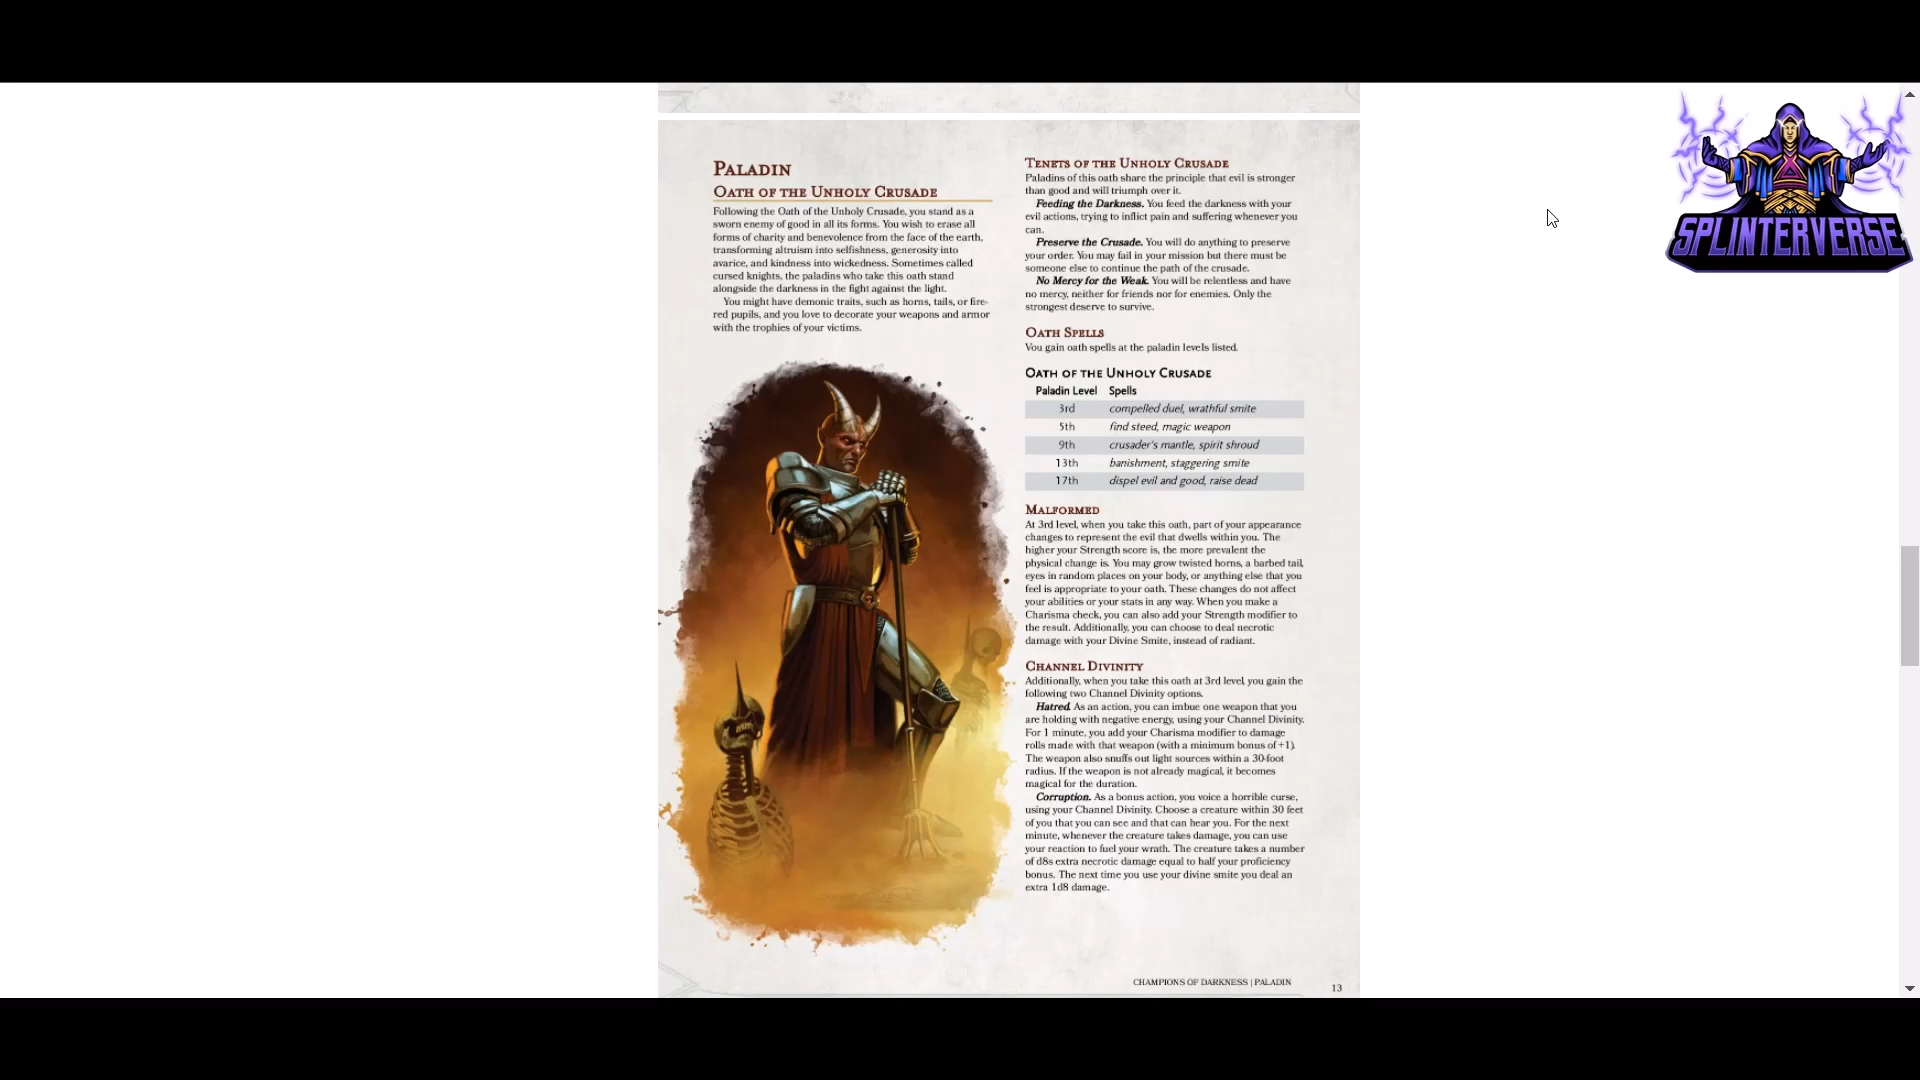 PALADIN
OATH OF THE UNHOLY CRUSADE
Following the Oath of the Unholy Crusade, you stand as a
sworn enemy of good in all its forms. You wish to erase all
forms of charity and benevolence from the face of the earth,
transforming altruism into selfishness, generosity into
avarice, and kindness into wickedness. Sometimes called
cursed knights, the paladins who take this oath stand
alongside the darkness in the fight against the light.
You might have demonic traits, such as horns, tails, or fire-
red pupils, and you love to decorate your weapons and armor
with the trophies of your victims.
TENETS OF THE UNHOLY CRUSADE
Paladins of this oath share the principle that evil is stronger
than good and will triumph over it.
Feeding the Darkness. You feed the darkness with your
evil actions, trying to inflict pain and suffering whenever you
can.
Preserve the Crusade. You will do anything to preserve
your order. You may fail in your mission but there must be
someone else to continue the path of the crusade.
No Mercy for the Weak. You will be relentless and have
no mercy, neither for friends nor for enemies. Only the
strongest deserve to survive.
OATH SPELLS
You gain oath spells at the paladin levels listed.
OATH OF THE UNHOLY CRUSADE
Paladin Level Spells
3rd compelled duel, wrathful smite
5th find steed, magic weapon
9th crusader's mantle, spirit shroud
13th banishment, staggering smite
17th dispel evil and good, raise dead
MALFORMED
At 3rd level, when you take this oath, part of your appearance
changes to represent the evil that dwells within you. The
higher your Strength score is, the more prevalent the
physical change is. You may grow twisted horns, a barbed tail,
eyes in random places on your body, or anything else that you
feel is appropriate to your oath. These changes do not affect
your abilities or your stats in any way. When you make a
Charisma check, you can also add your Strength modifier to
the result. Additionally, you can choose to deal necrotic
damage with your Divine Smite, instead of radiant.
CHANNEL DIVINITY
Additionally, when you take this oath at 3rd level, you gain the
following two Channel Divinity options.
Hatred. As an action, you can imbue one weapon that you
are holding with negative energy, using your Channel Divinity.
For 1 minute, you add your Charisma modifier to damage
rolls made with that weapon (with a minimum bonus of +1).
The weapon also snuffs out light sources within a 30-foot
radius. If the weapon is not already magical, it becomes
magical for the duration.
Corruption. As a bonus action, you voice a horrible curse,
using your Channel Divinity. Choose a creature within 30 feet
of you that you can see and that can hear you. For the next
minute, whenever the creature takes damage, you can use
your reaction to fuel your wrath. The creature takes a number
of d8s extra necrotic damage equal to half your proficiency
bonus. The next time you use your divine smite you deal an
extra 1d8 damage.
CHAMPIONS OF DARKNESS | PALADIN
13
SPLINTERVERSE